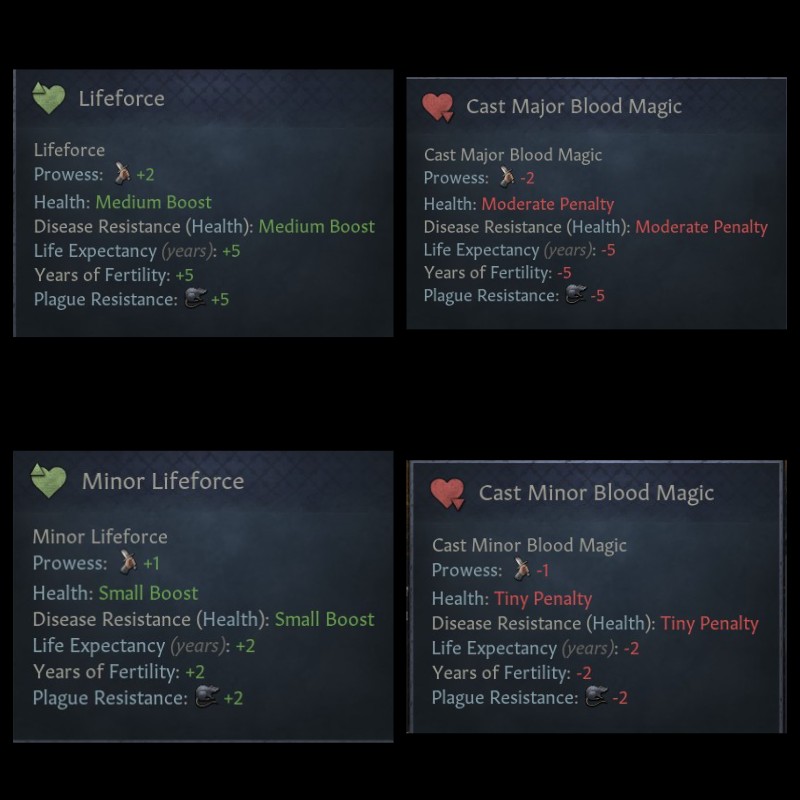 Lifeforce
Lifeforce
Prowess: +2
Health: Medium Boost
Disease Resistance (Health): Medium Boost
Life Expectancy (years): +5
Years of Fertility: +5
Plague Resistance: +5
Cast Major Blood Magic
Cast Major Blood Magic
Prowess: -2
Health: Moderate Penalty
Disease Resistance (Health): Moderate Penalty
Life Expectancy (years): -5
Years of Fertility: -5
Plague Resistance: -5
Minor Lifeforce
Minor Lifeforce
Prowess: +1
Health: Small Boost
Disease Resistance (Health): Small Boost
Life Expectancy (years): +2
Years of Fertility: +2
Plague Resistance: +2
Cast Minor Blood Magic
Cast Minor Blood Magic
Prowess: -1
Health: Tiny Penalty
Disease Resistance (Health): Tiny Penalty
Life Expectancy (years): -2
Years of Fertility: -2
Plague Resistance: -2